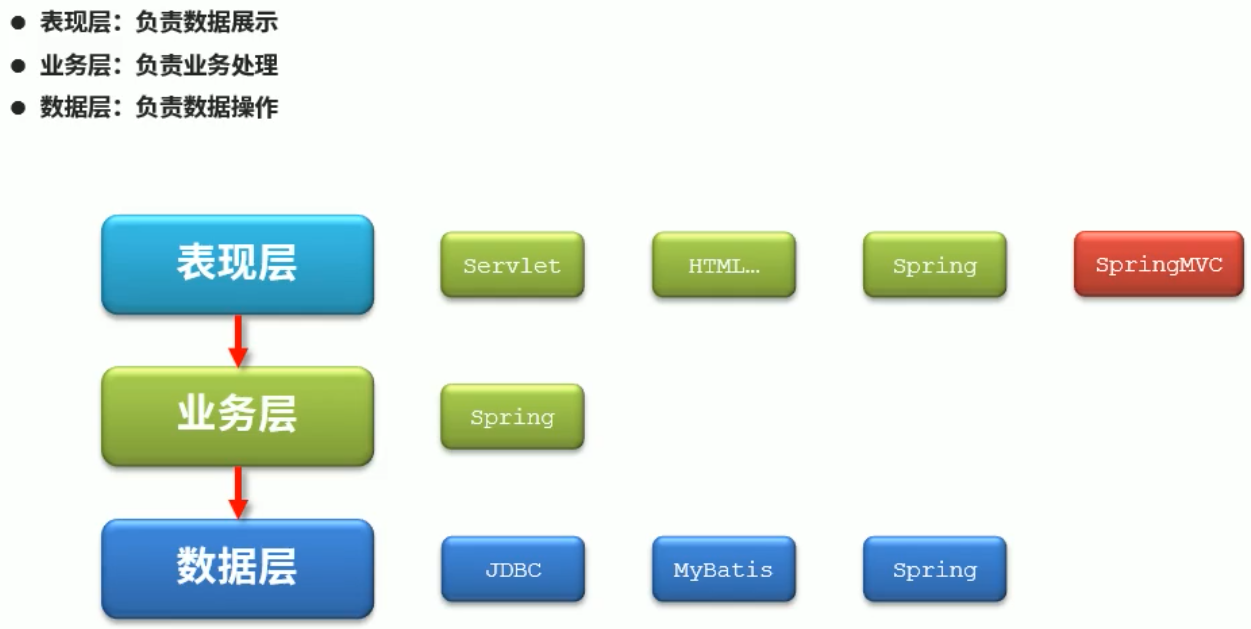 ● 表现层：负责数据展示
● 业务层：负责业务处理
● 数据层：负责数据操作
表现层 Servlet HTML… Spring SpringMVC
业务层 Spring
数据层 JDBC MyBatis Spring